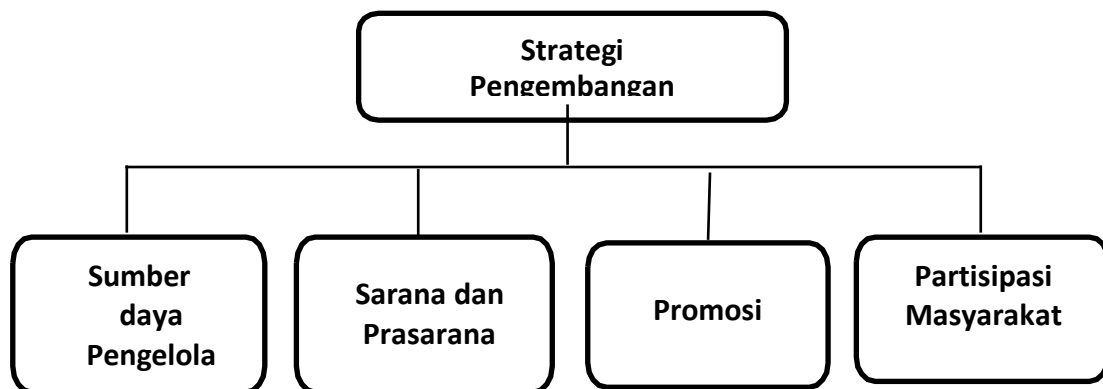 Strategi
Pengembangan
Sumber
daya
Pengelola
Sarana dan
Prasarana
Promosi
Partisipasi
Masyarakat